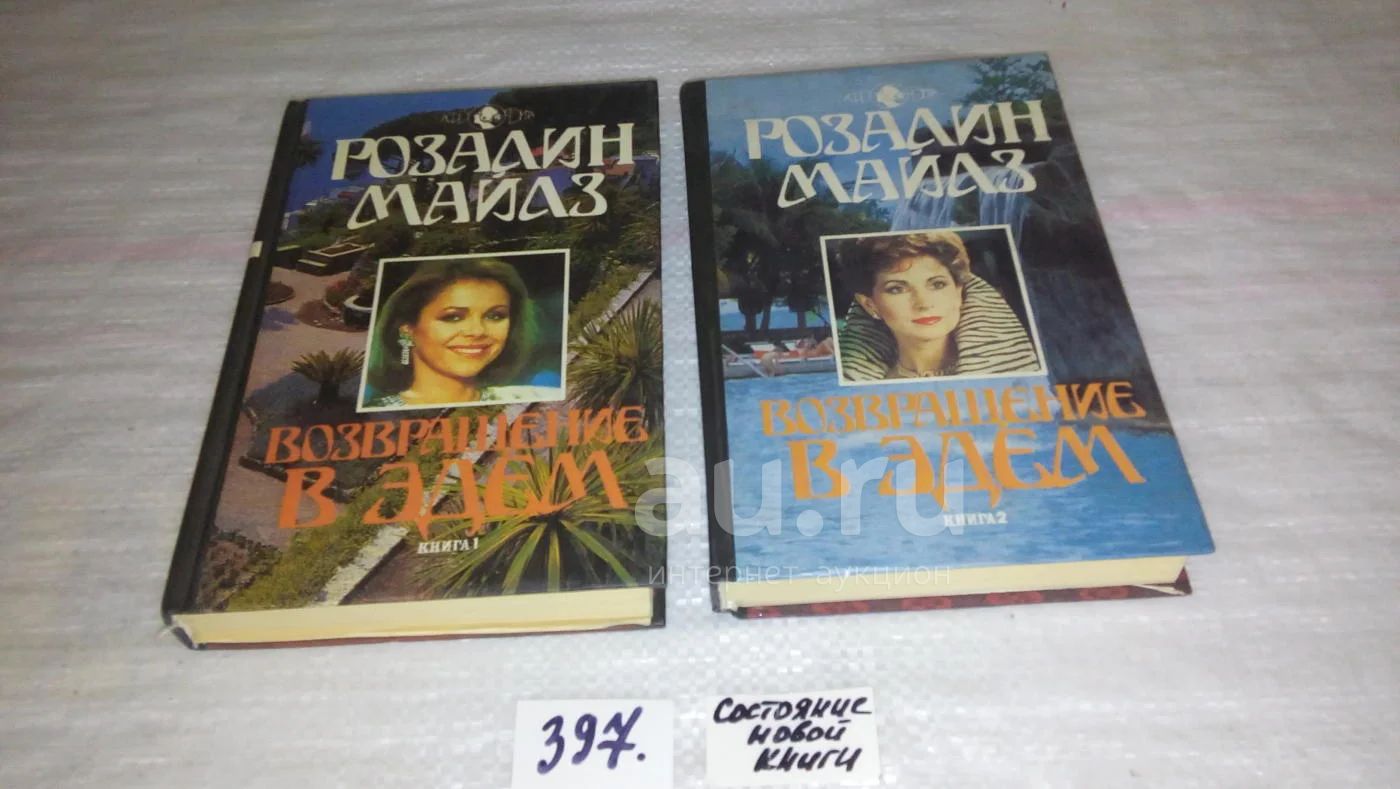 РОЗАЛИН
МАЙЛЗ
ВОЗВРАЩЕНИЕ
В ЭДЕМ
КНИГА 1
РОЗАЛИН
МАЙЛЗ
ВОЗВРАЩЕНИЕ
В ЭДЕМ
КНИГА 2
au.ru
интернет-аукцион
397.
Состояние
новой
книги